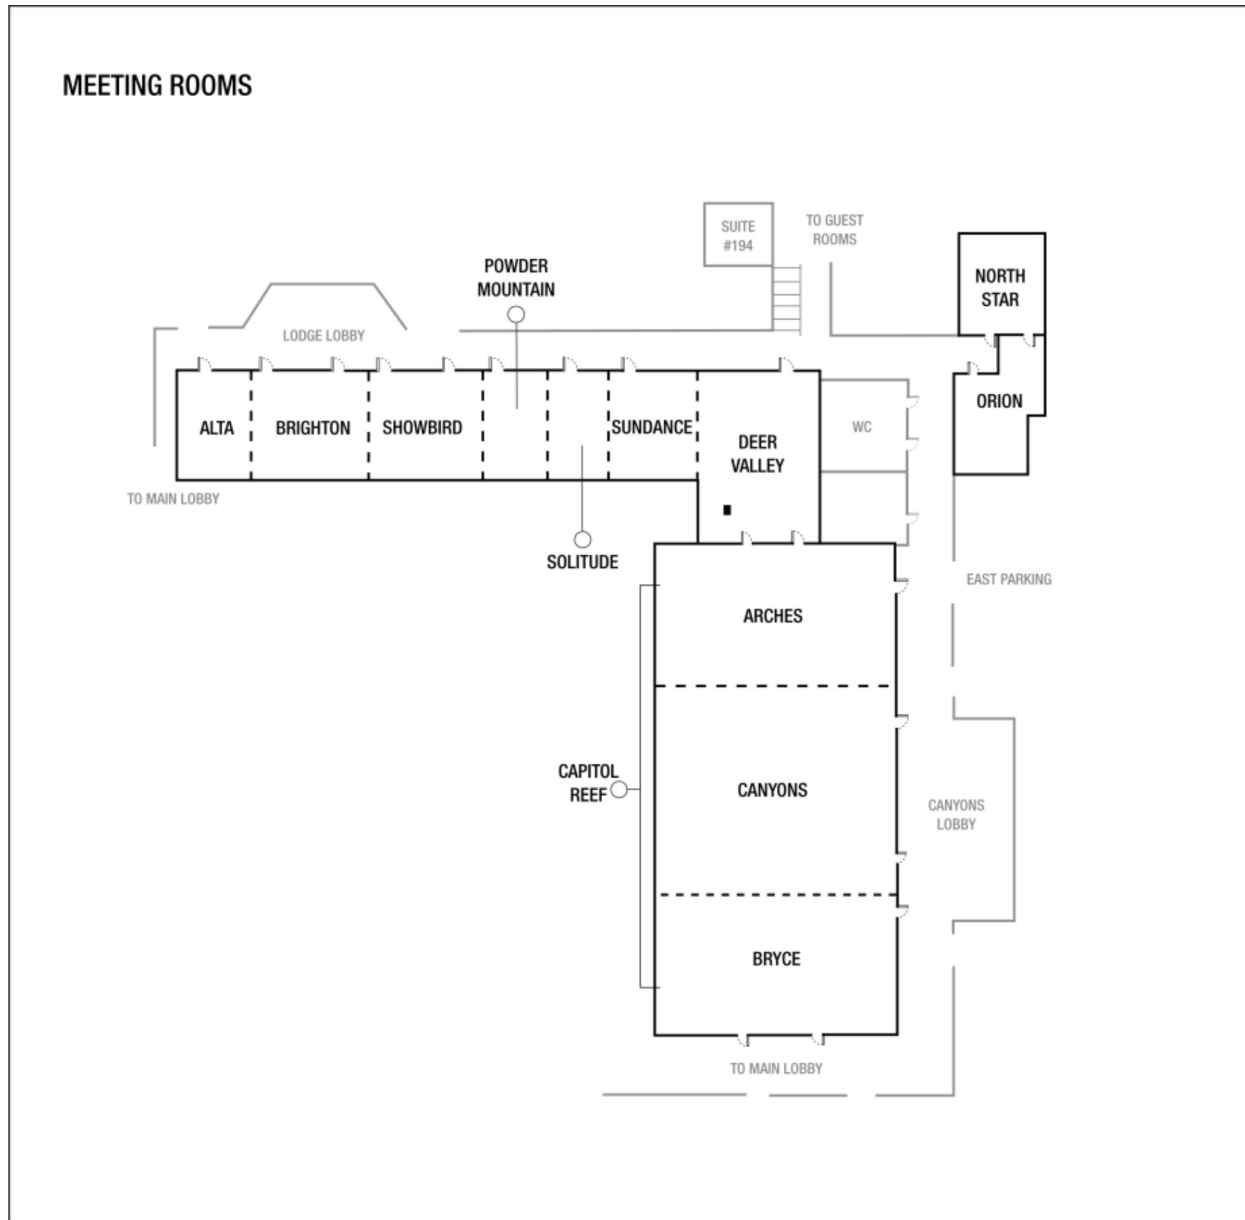 MEETING ROOMS
SUITE
#194
TO GUEST
ROOMS
POWDER
MOUNTAIN
NORTH
STAR
LODGE LOBBY
ORION
ALTA
BRIGHTON
SHOWBIRD
SUNDANCE
DEER
VALLEY
WC
TO MAIN LOBBY
SOLITUDE
EAST PARKING
ARCHES
CAPITOL
REEF
CANYONS
CANYONS
LOBBY
BRYCE
TO MAIN LOBBY